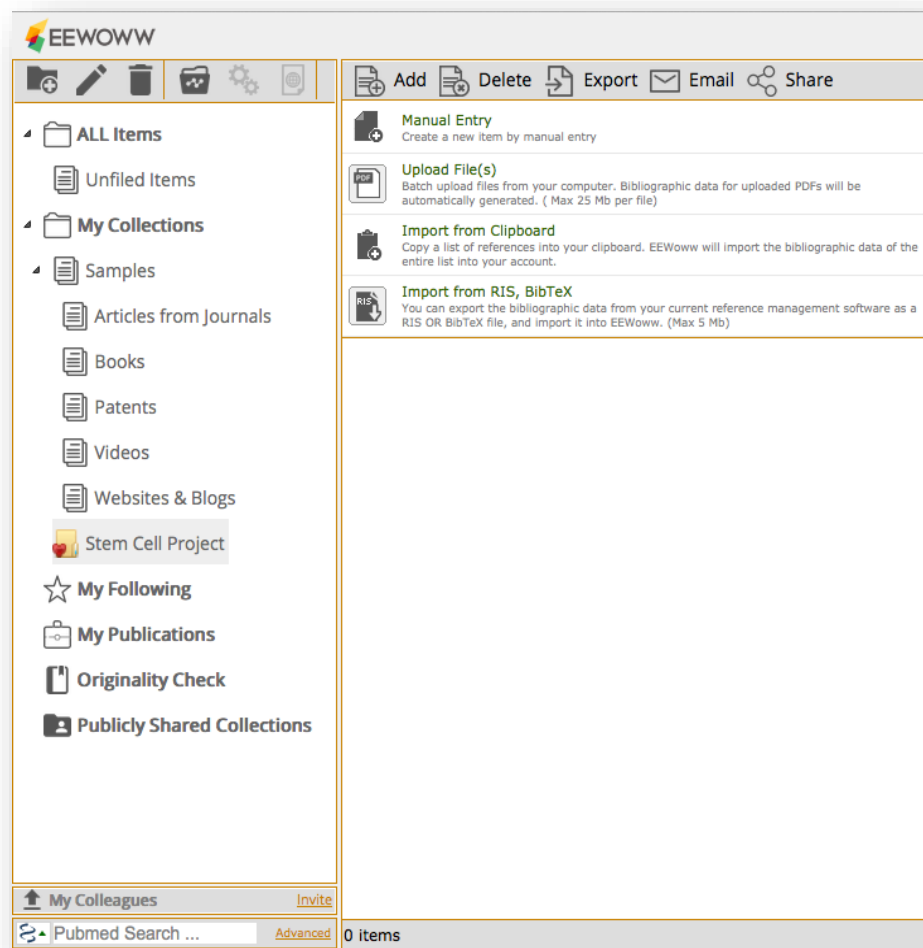 EEWOWW
Add Delete Export Email Share
ALL Items
Unfiled Items
My Collections
Samples
Articles from Journals
Books
Patents
Videos
Websites & Blogs
Stem Cell Project
My Following
My Publications
Originality Check
Publicly Shared Collections
My Colleagues Invite
Pubmed Search ... Advanced
Manual Entry
Create a new item by manual entry
PDF
Upload File(s)
Batch upload files from your computer. Bibliographic data for uploaded PDFs will be
automatically generated. ( Max 25 Mb per file)
Import from Clipboard
Copy a list of references into your clipboard. EEWoww will import the bibliographic data of the
entire list into your account.
RIS
Import from RIS, BibTeX
You can export the bibliographic data from your current reference management software as a
RIS OR BibTeX file, and import it into EEWoww. (Max 5 Mb)
0 items